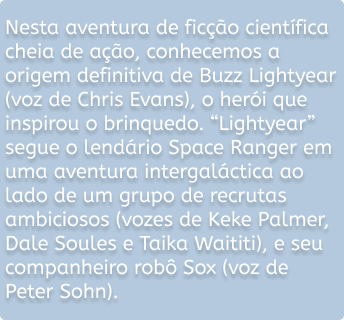 Nesta aventura de ficção científica
cheia de ação, conhecemos a
origem definitiva de Buzz Lightyear
(voz de Chris Evans), o herói que
inspirou o brinquedo. “Lightyear”
segue o lendário Space Ranger em
uma aventura intergaláctica ao
lado de um grupo de recrutas
ambiciosos (vozes de Keke Palmer,
Dale Soules e Taika Waititi), e seu
companheiro robô Sox (voz de
Peter Sohn).